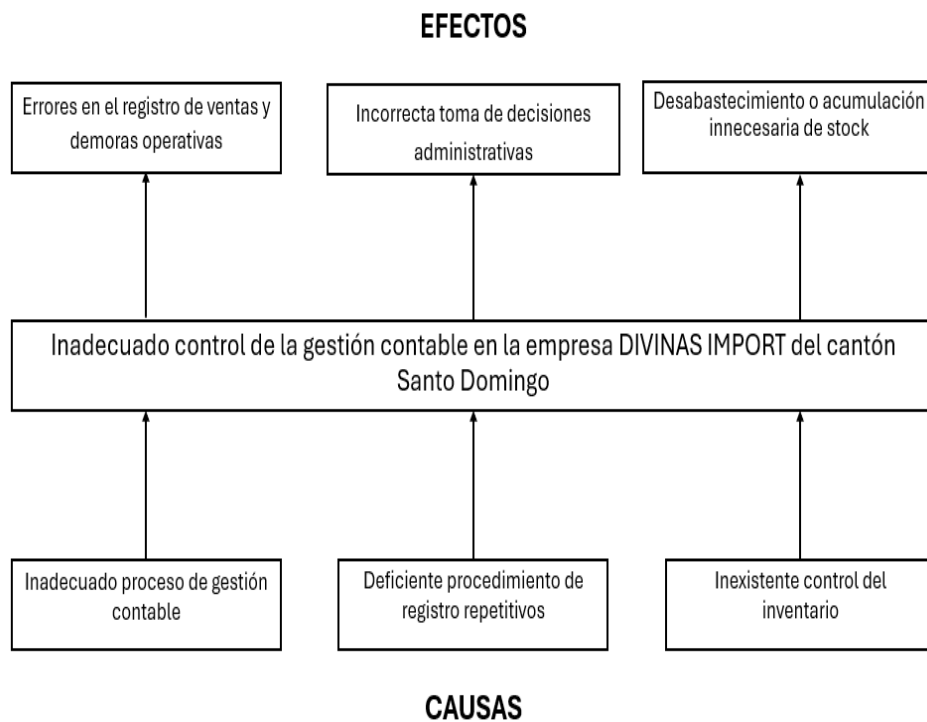 EFECTOS
Errores en el registro de ventas y
demoras operativas
Incorrecta toma de decisiones
administrativas
Desabastecimiento o acumulación
innecesaria de stock
Inadecuado control de la gestión contable en la empresa DIVINAS IMPORT del cantón
Santo Domingo
Inadecuado proceso de gestión
contable
Deficiente procedimiento de
registro repetitivos
Inexistente control del
inventario
CAUSAS